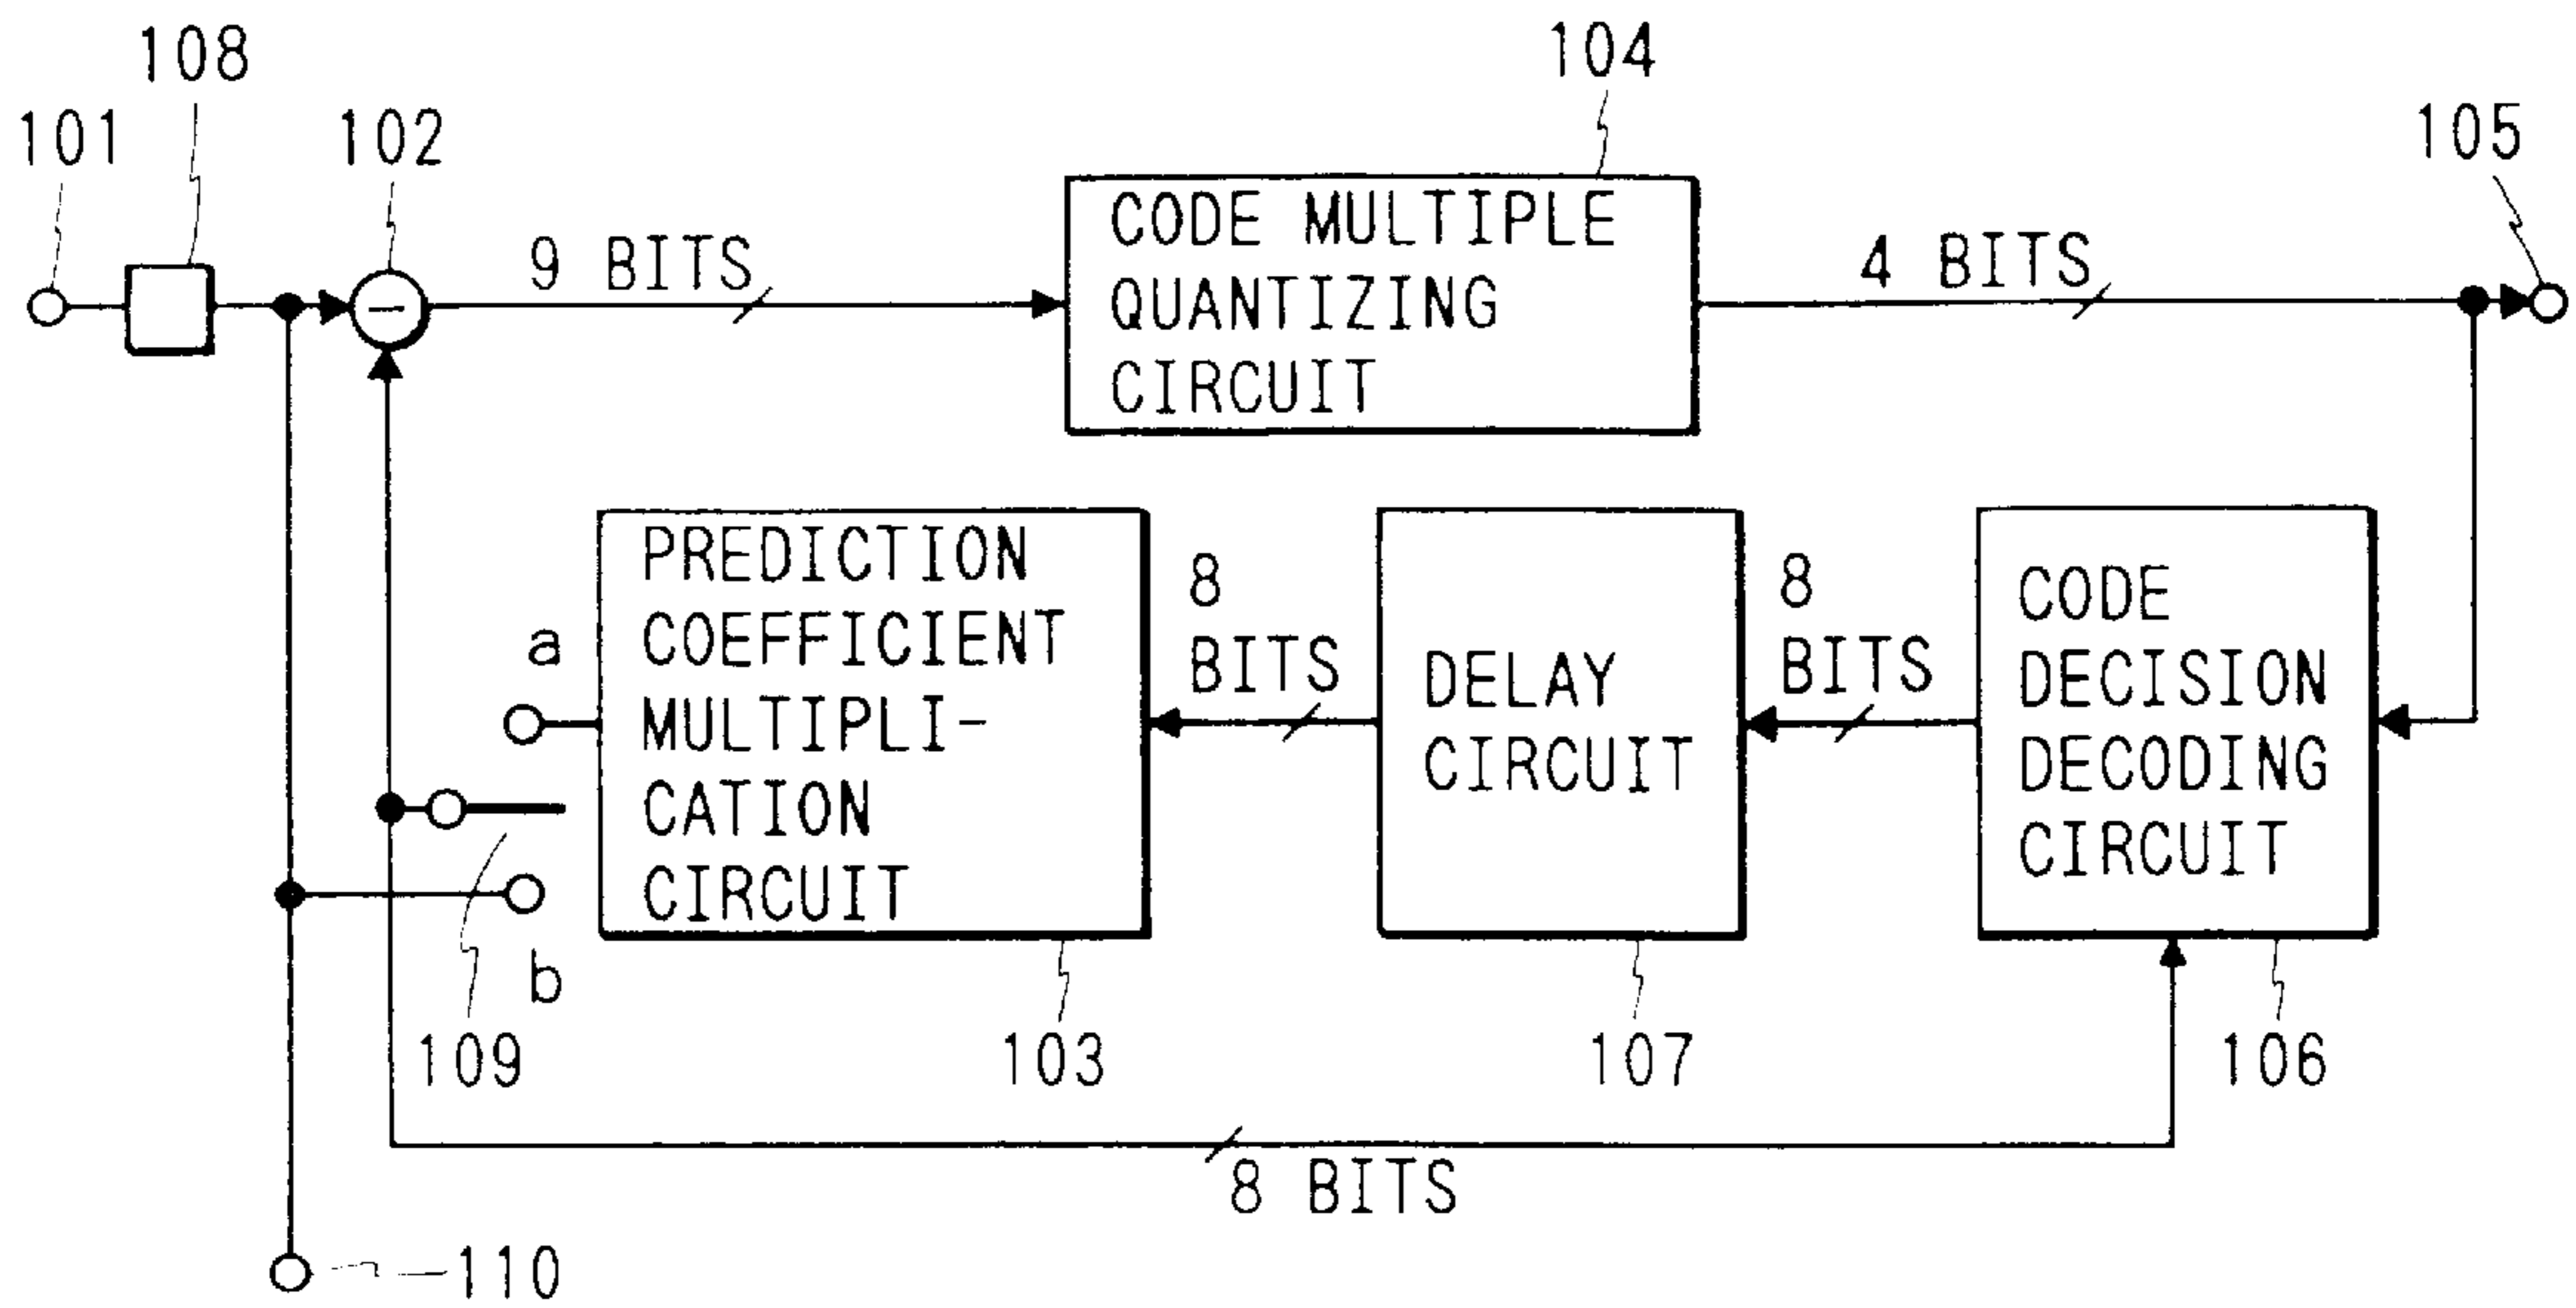 108
104
101
102
105
9 BITS
CODE MULTIPLE
QUANTIZING
CIRCUIT
4 BITS
PREDICTION
COEFFICIENT
MULTIPLI-
CATION
CIRCUIT
8
BITS
DELAY
CIRCUIT
8
BITS
CODE
DECISION
DECODING
CIRCUIT
a
b
109
103
107
106
8 BITS
110